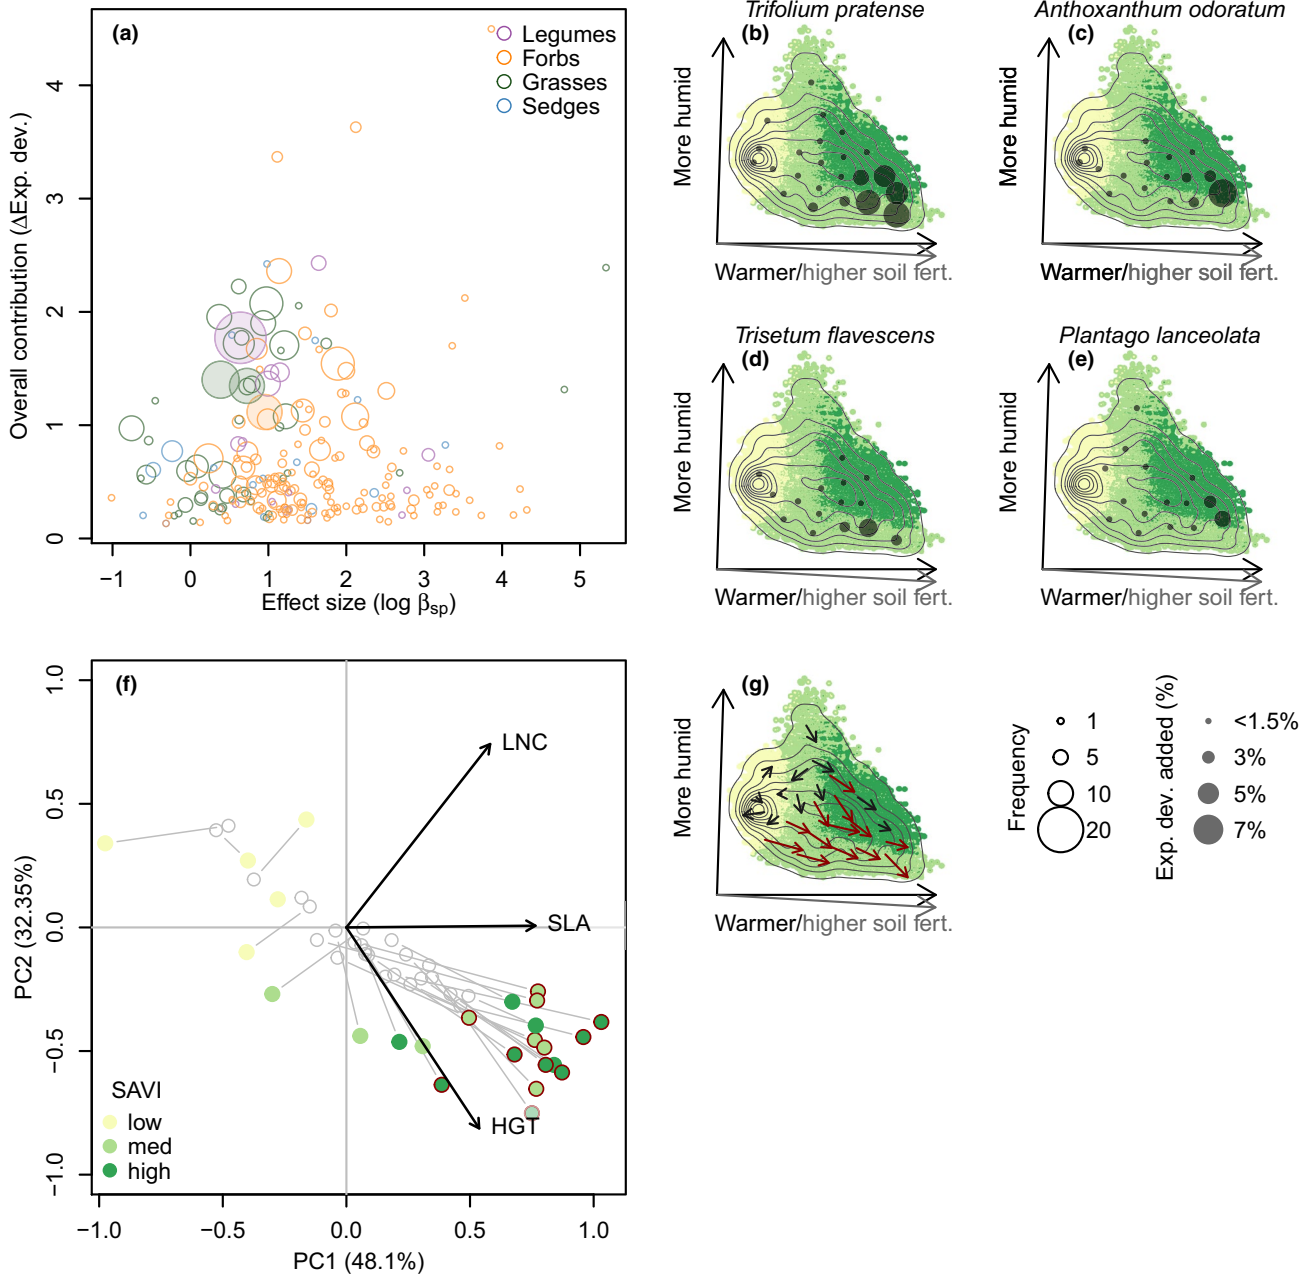 (a)
Legumes
Forbs
Grasses
Sedges
Overall contribution (ΔExp. dev.)
4
3
2
1
0
−1 0 1 2 3 4 5
Effect size (log βsp)
Trifolium pratense
(b)
More humid
Warmer/higher soil fert.
Anthoxanthum odoratum
(c)
More humid
Warmer/higher soil fert.
Trisetum flavescens
(d)
More humid
Warmer/higher soil fert.
Plantago lanceolata
(e)
More humid
Warmer/higher soil fert.
(f)
LNC
SLA
HGT
PC2 (32.35%)
1.0
0.5
0.0
−0.5
−1.0
SAVI
low
med
high
−1.0 −0.5 0.0 0.5 1.0
PC1 (48.1%)
(g)
More humid
Warmer/higher soil fert.
Frequency
1
5
10
20
Exp. dev. added (%)
<1.5%
3%
5%
7%